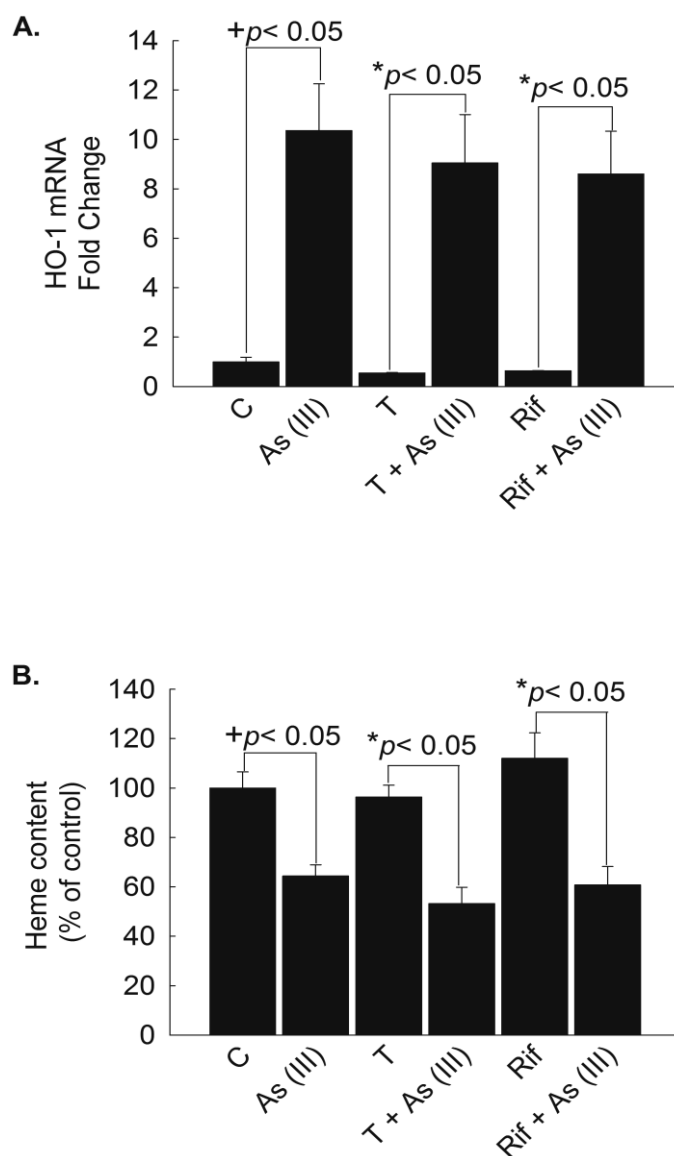 A.
HO-1 mRNA
Fold Change
14
12
10
8
6
4
2
0
+p< 0.05
*p< 0.05
*p< 0.05
C
As (III)
T
T + As (III)
Rif
Rif + As (III)
B.
Heme content
(% of control)
140
120
100
80
60
40
20
0
+p< 0.05
*p< 0.05
*p< 0.05
C
As (III)
T
T + As (III)
Rif
Rif + As (III)